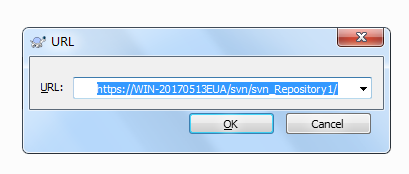 URL
URL: https://WIN-20170513EUA/svn/svn_Repository1/
OK Cancel